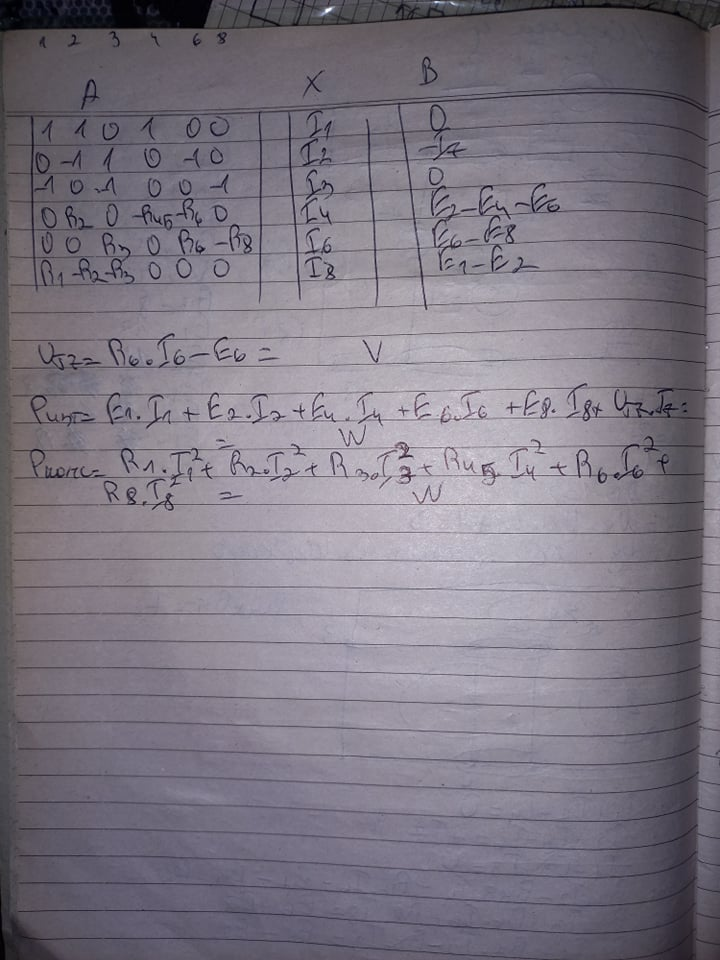 1 2 3 4 6 8
A X B
1 1 0 1 0 0 I1 0
0 -1 1 0 -1 0 I2 -I7
-1 0 -1 0 0 -1 I3 0
0 R2 0 -R45 -R6 0 I4 E2-E4-E6
0 0 R3 0 R6 -R8 I6 E6-E8
R1 -R2 -R3 0 0 0 I8 E1-E2
UJ7= R6.I6-E6 = V
Pизт= E1.I1 + E2.I2 + E4.I4 + E6.I6 + E8.I8+ UJ7.I7=
= W
Pконс= R1.I1² + R2.I2² + R3.I3² + R45 I4² + R6.I6² +
R8.I8² = W